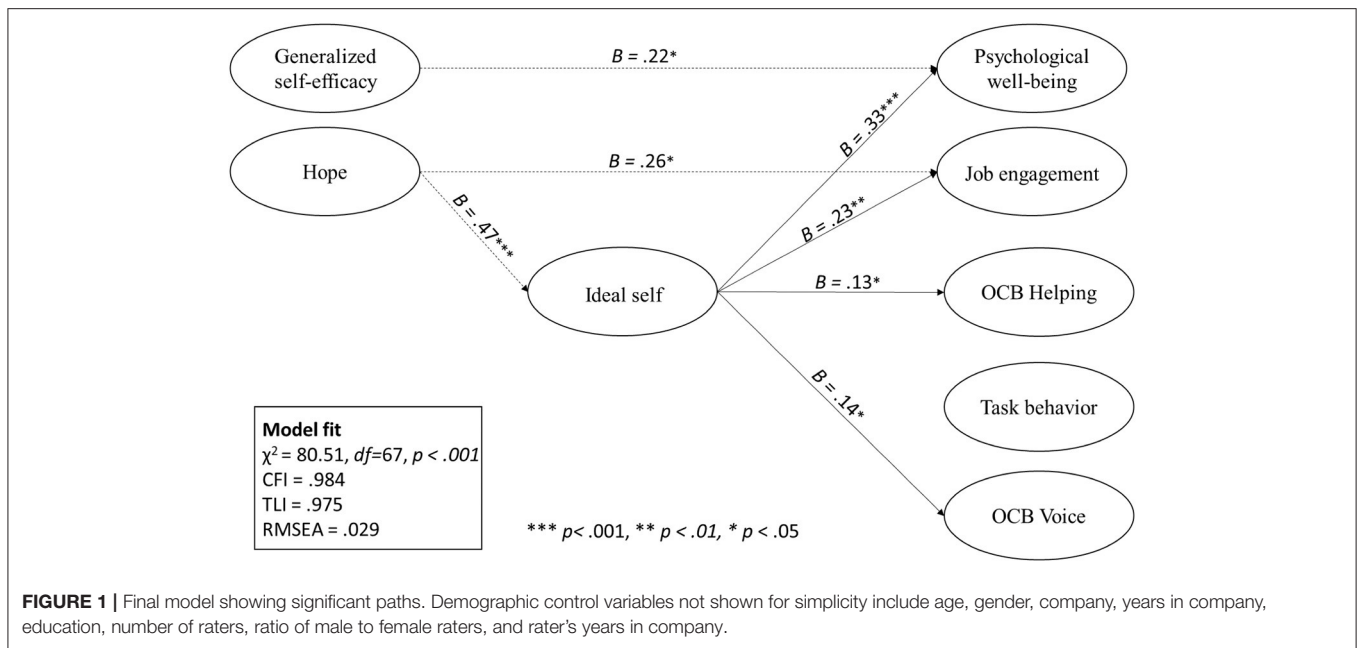 Generalized
self-efficacy
B = .22*
Psychological
well-being
B = .33***
Hope
B = .26*
Job engagement
B = .47***
B = .23**
Ideal self
B = .13*
OCB Helping
B = .14*
Task behavior
OCB Voice
Model fit
χ² = 80.51, df=67, p < .001
CFI = .984
TLI = .975
RMSEA = .029
*** p< .001, ** p < .01, * p < .05
FIGURE 1 | Final model showing significant paths. Demographic control variables not shown for simplicity include age, gender, company, years in company,
education, number of raters, ratio of male to female raters, and rater's years in company.